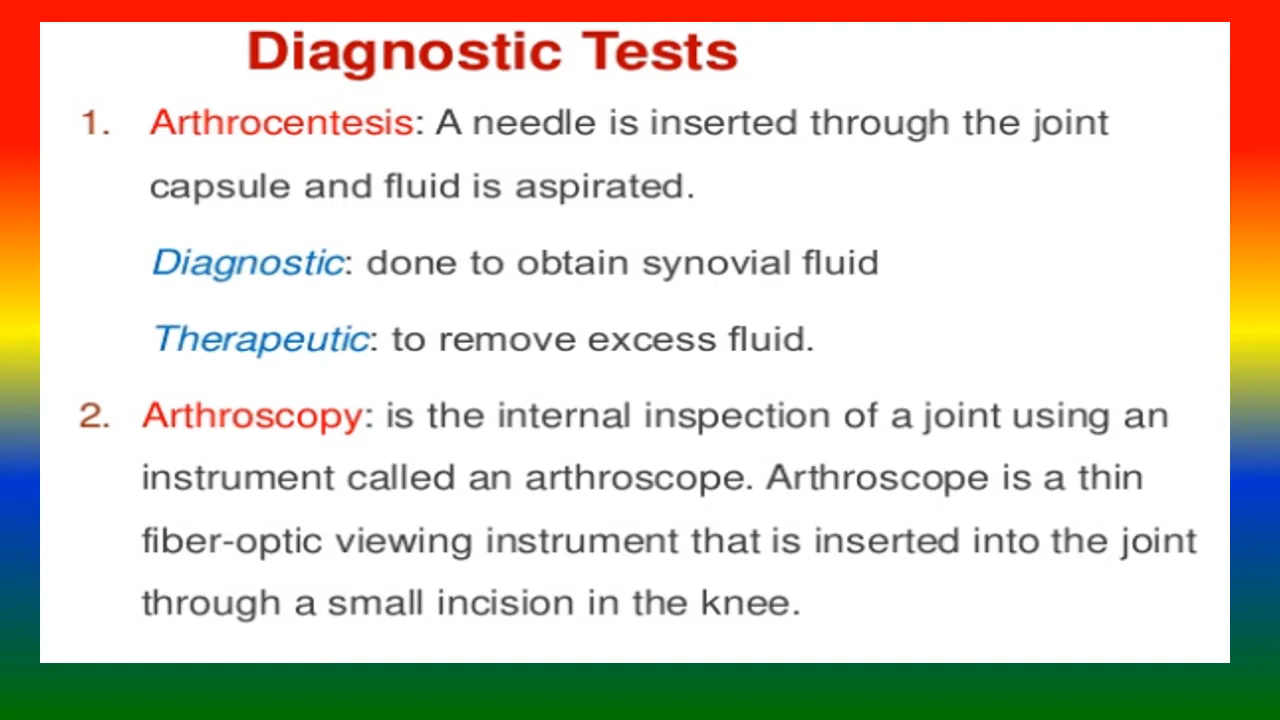 Diagnostic Tests
1. Arthrocentesis: A needle is inserted through the joint
capsule and fluid is aspirated.
Diagnostic: done to obtain synovial fluid
Therapeutic: to remove excess fluid.
2. Arthroscopy: is the internal inspection of a joint using an
instrument called an arthroscope. Arthroscope is a thin
fiber-optic viewing instrument that is inserted into the joint
through a small incision in the knee.